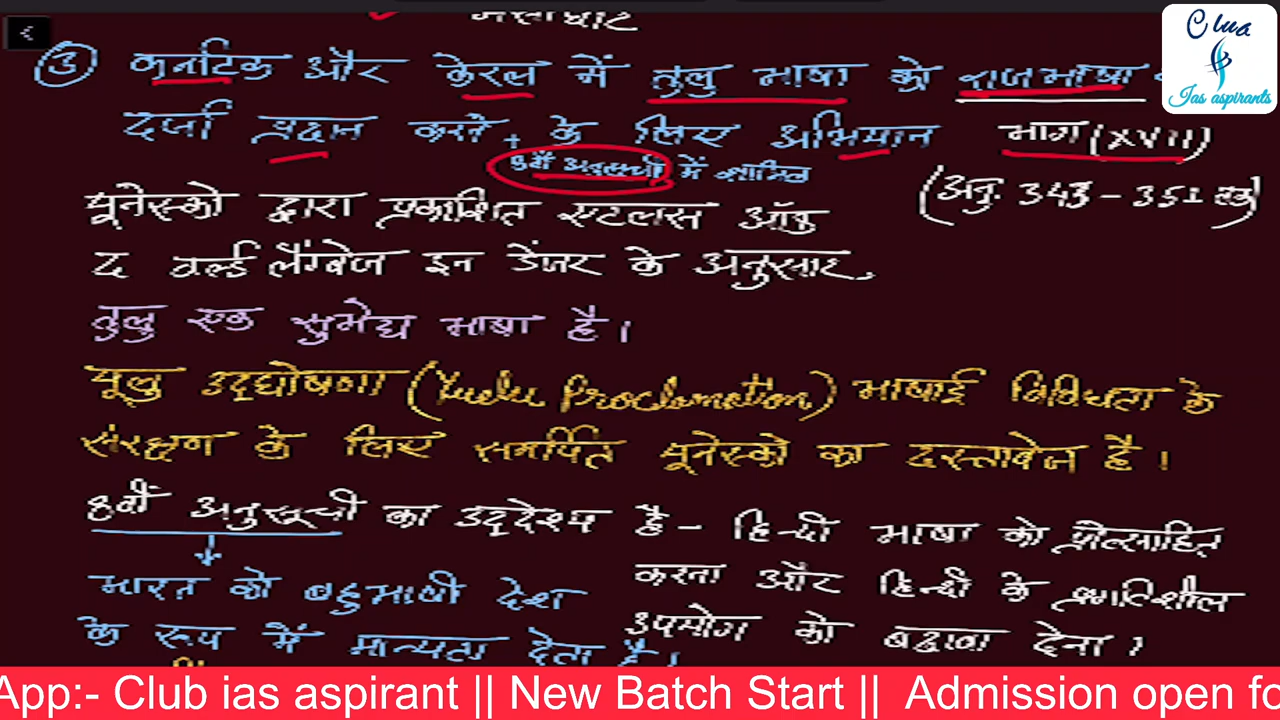 मसाघाट
③ कर्नाटक और केरल में तुलु भाषा को राजभाषा
दर्जा प्रदान करने के लिए अभियान भाग (XVII)
+ 8वीं अनुसूची में शामिल
(अनु. 343 - 351 तक)
यूनेस्को द्वारा प्रकाशित एटलस ऑफ
द वर्ल्ड लैंग्वेज इन डेंजर के अनुसार,
तुलु एक सुमेघ भाषा है।
यूलु उद्घोषणा (Yuelu Proclamation) भाषाई विविधता के
संरक्षण के लिए समर्पित यूनेस्को का दस्तावेज है।
8वीं अनुसूची का उद्देश्य है - हिन्दी भाषा को प्रोत्साहित
करना और हिन्दी के प्रगतिशील
उपयोग को बढ़ावा देना।
भारत को बहुभाषी देश
के रूप में मान्यता देता है।
Club
Ias aspirants
App:- Club ias aspirant || New Batch Start || Admission open fo